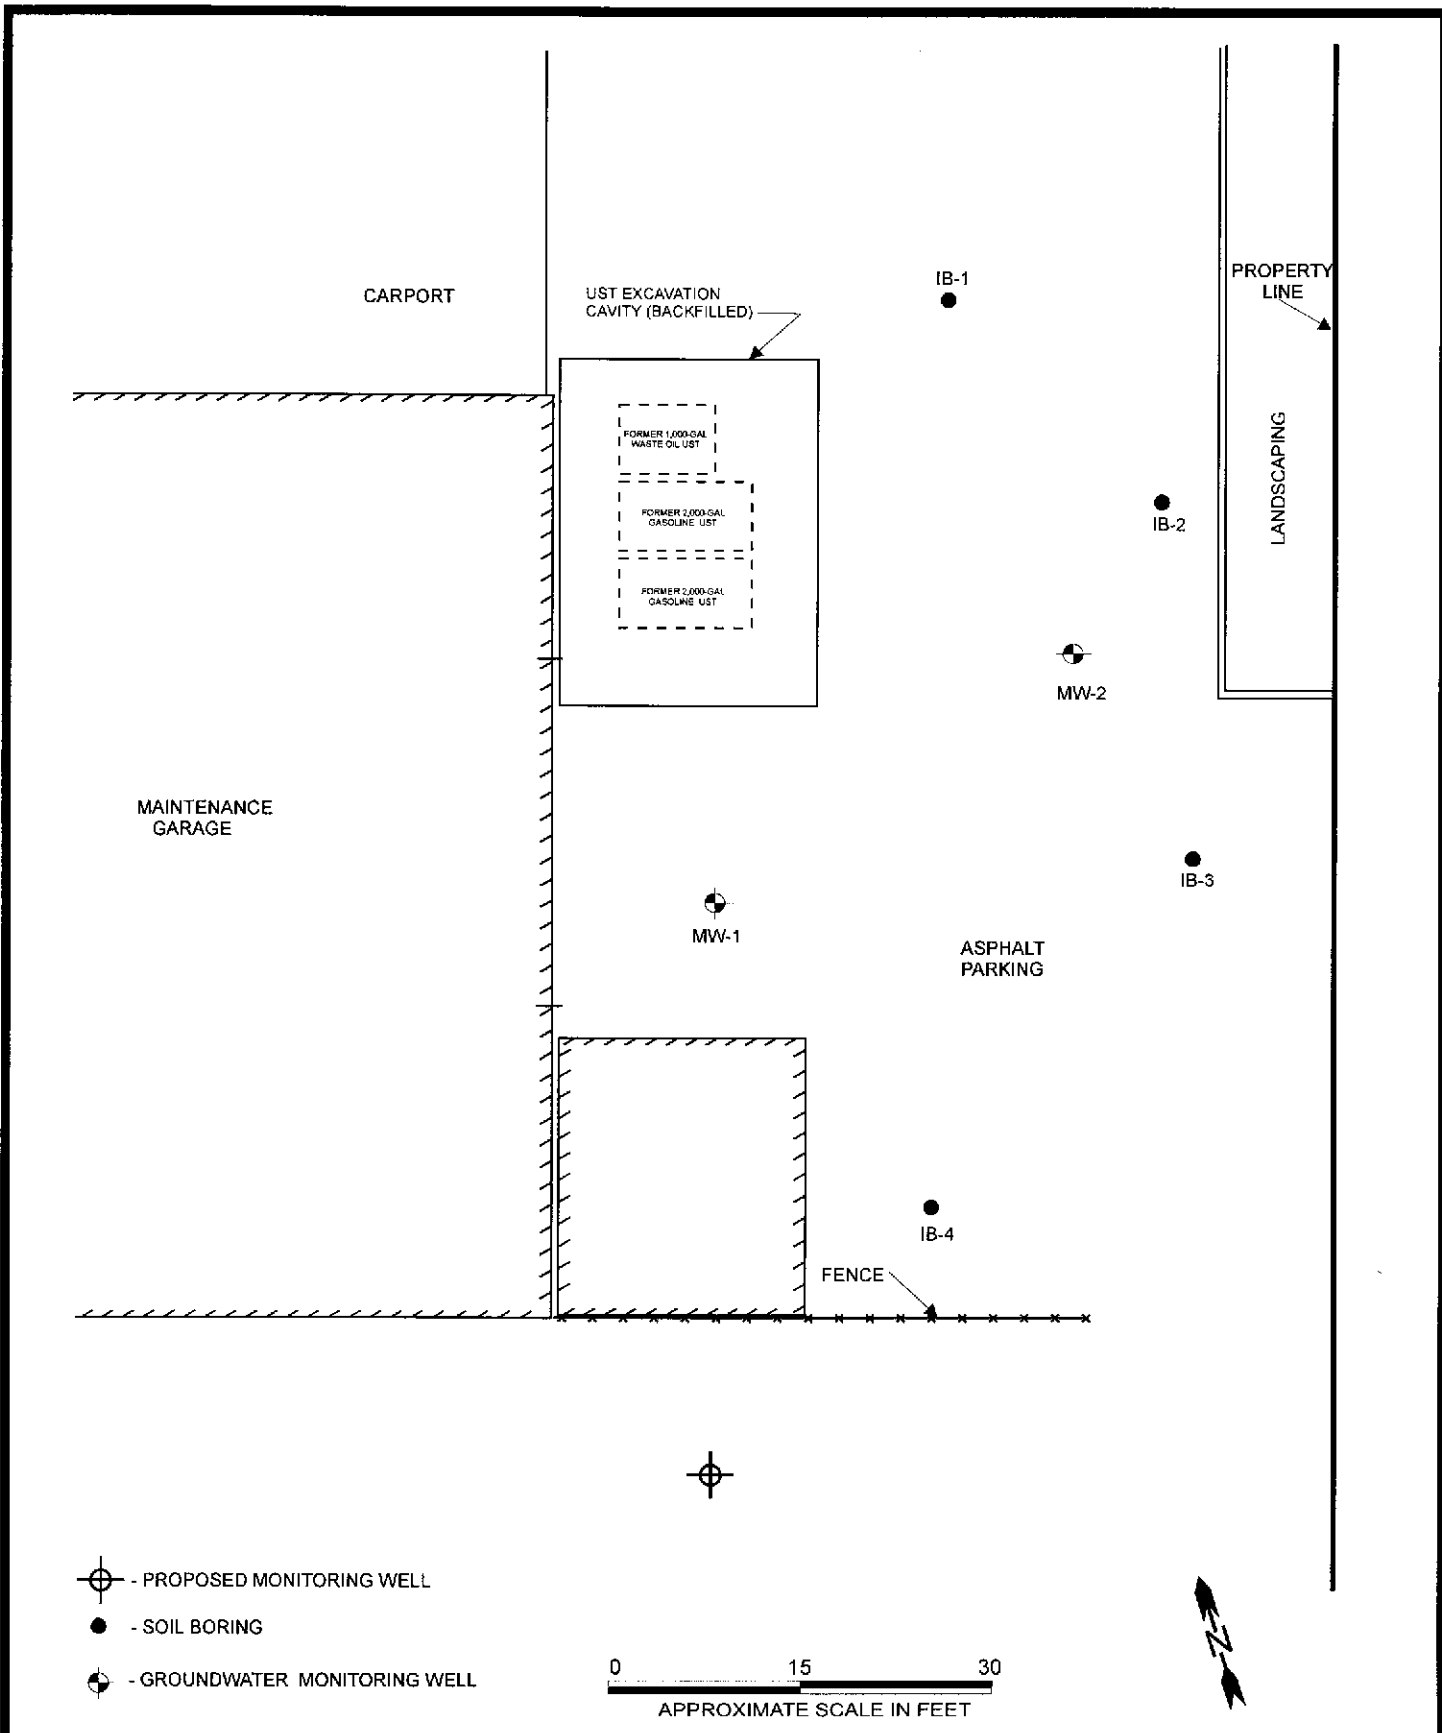 IB-1
PROPERTY
LINE
CARPORT
UST EXCAVATION
CAVITY (BACKFILLED)
FORMER 1,000-GAL
WASTE OIL UST
LANDSCAPING
FORMER 2,000-GAL
GASOLINE UST
IB-2
FORMER 2,000-GAL
GASOLINE UST
MW-2
MAINTENANCE
GARAGE
IB-3
MW-1
ASPHALT
PARKING
IB-4
FENCE
- PROPOSED MONITORING WELL
- SOIL BORING
- GROUNDWATER MONITORING WELL
0 15 30
APPROXIMATE SCALE IN FEET
N